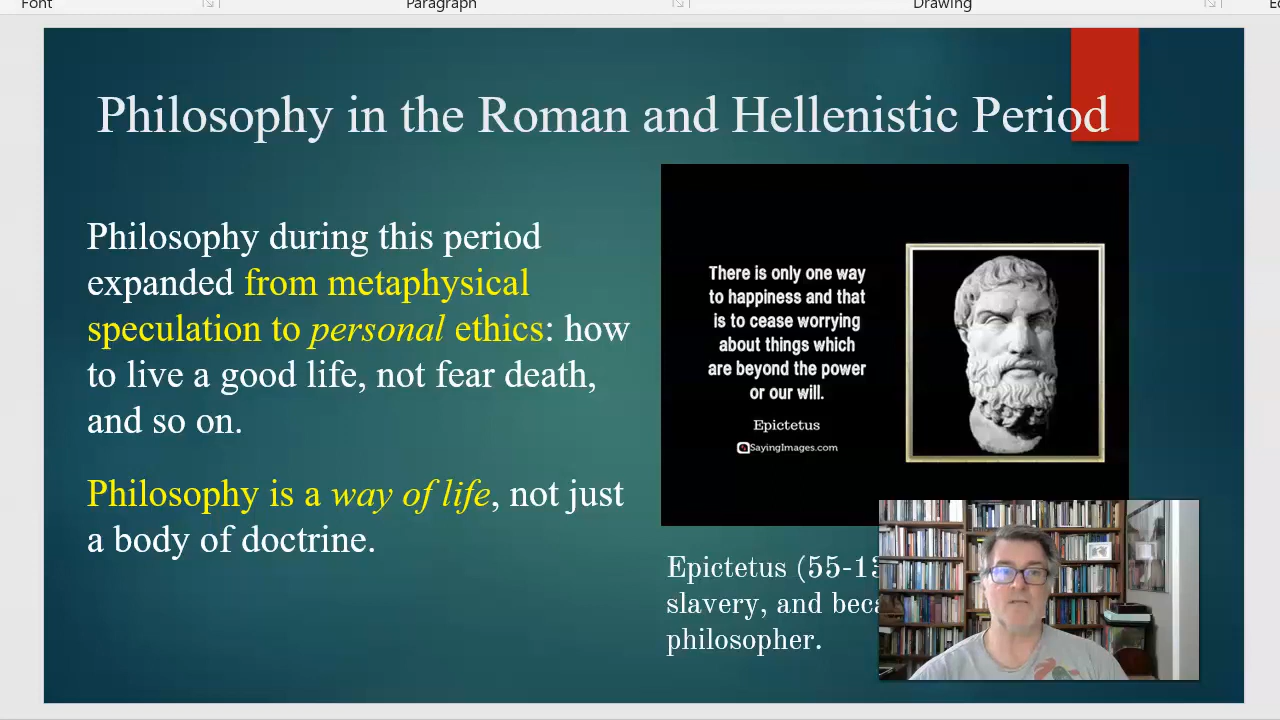 Font
Paragraph
Drawing
Philosophy in the Roman and Hellenistic Period
Philosophy during this period
expanded from metaphysical
speculation to personal ethics: how
to live a good life, not fear death,
and so on.
Philosophy is a way of life, not just
a body of doctrine.
There is only one way
to happiness and that
is to cease worrying
about things which
are beyond the power
or our will.
Epictetus
SayingImages.com
Epictetus (55-13
slavery, and beca
philosopher.